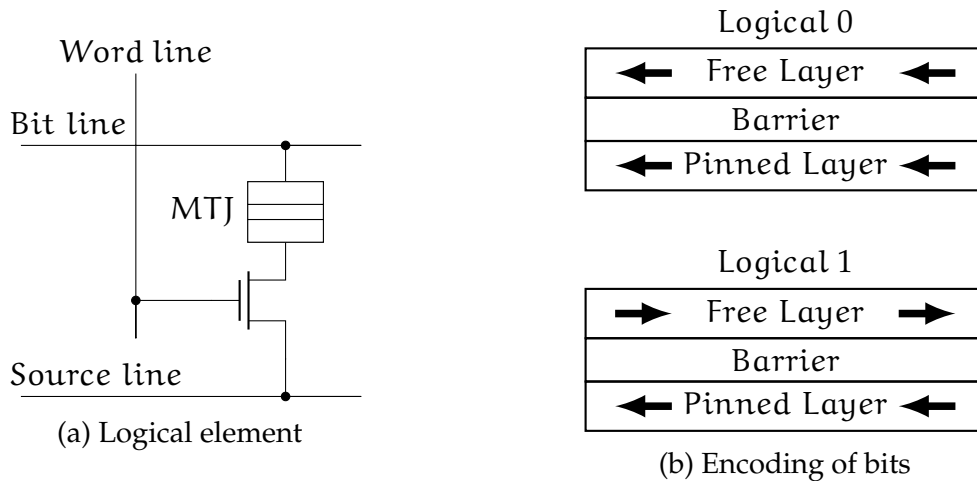 Word line
Bit line
MTJ
Source line
(a) Logical element
Logical 0
Free Layer
Barrier
Pinned Layer
Logical 1
Free Layer
Barrier
Pinned Layer
(b) Encoding of bits